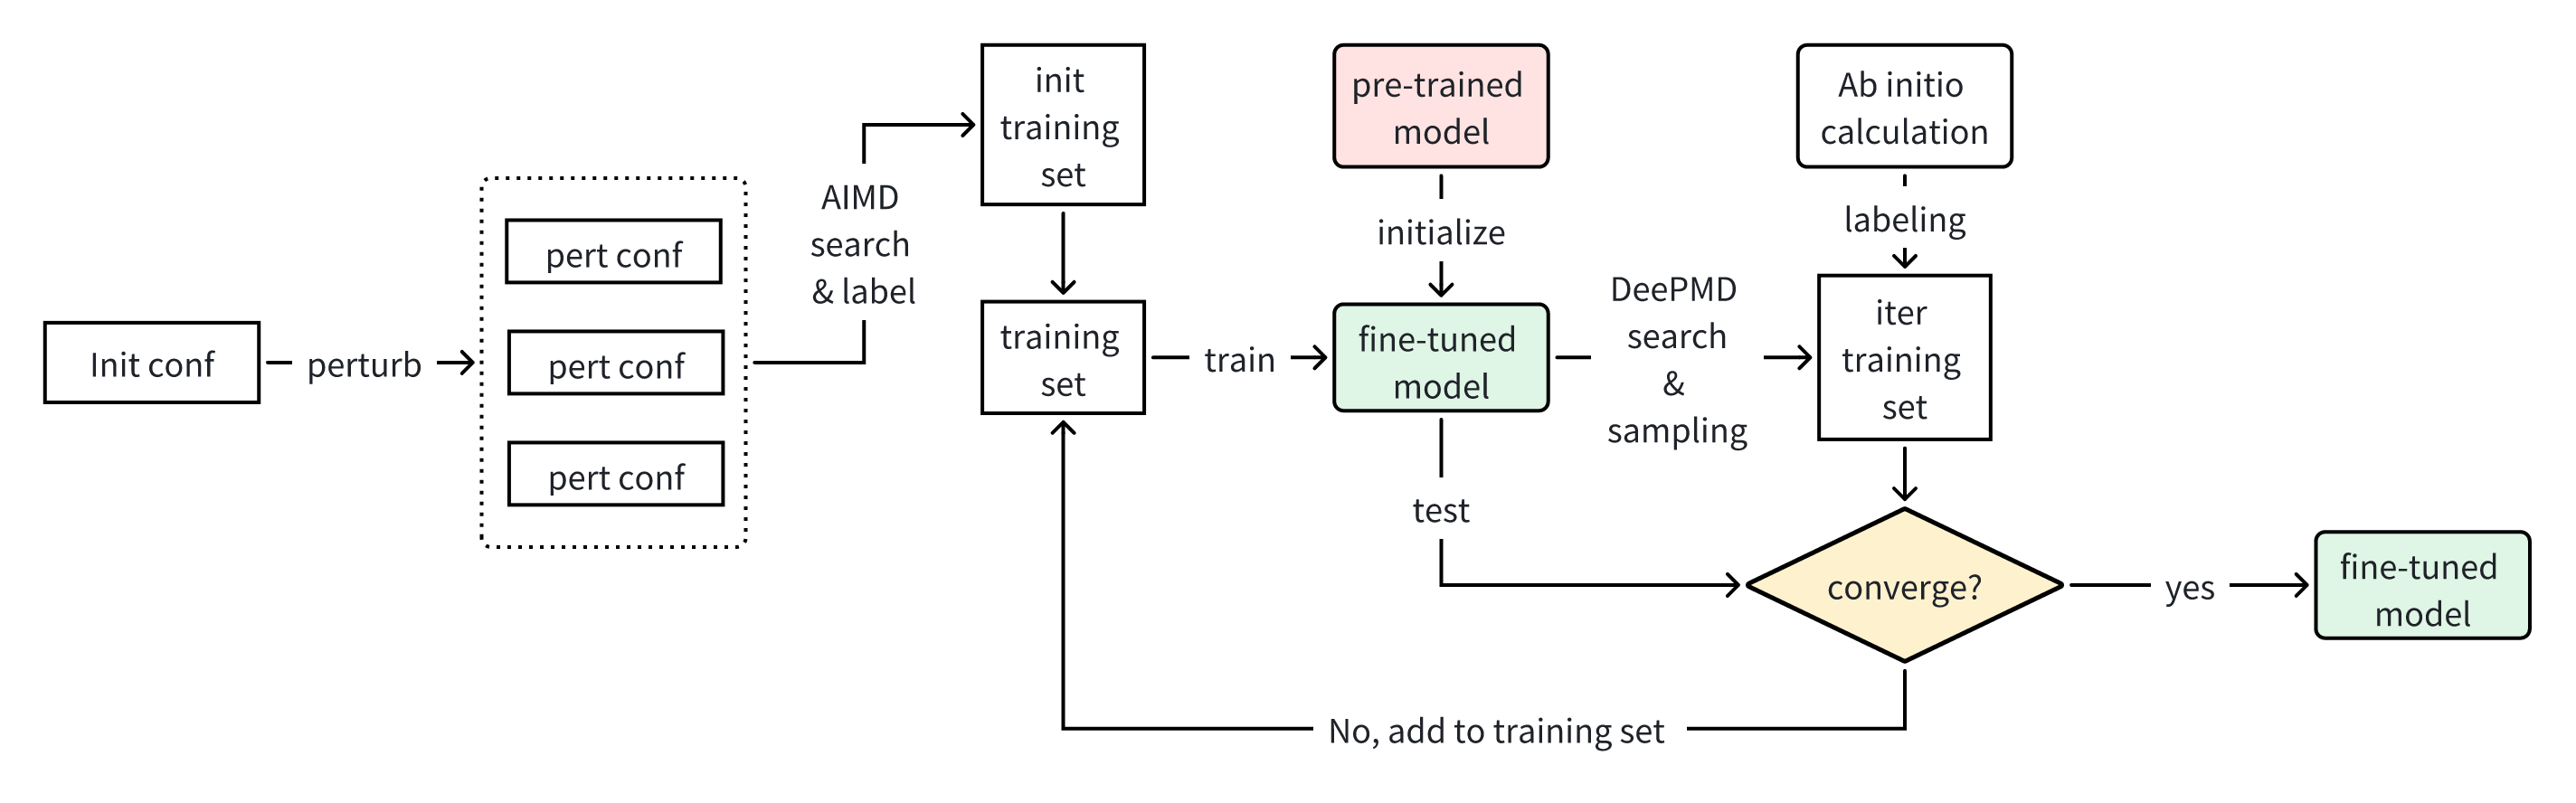 Init conf
perturb
pert conf
pert conf
pert conf
AIMD
search
& label
init
training
set
training
set
train
pre-trained
model
initialize
fine-tuned
model
test
DeePMD
search
&
sampling
Ab initio
calculation
labeling
iter
training
set
converge?
yes
fine-tuned
model
No, add to training set